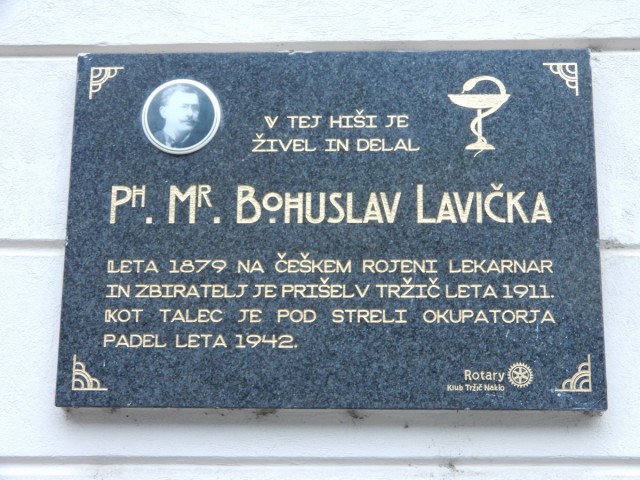 V TEJ HIŠI JE
ŽIVEL IN DELAL
PH. MR. BOHUSLAV LAVIČKA
LETA 1879 NA ČEŠKEM ROJENI LEKARNAR
IN ZBIRATELJ JE PRIŠEL V TRŽIČ LETA 1911.
KOT TALEC JE POD STRELI OKUPATORJA
PADEL LETA 1942.
Rotary
Klub Tržič Naklo